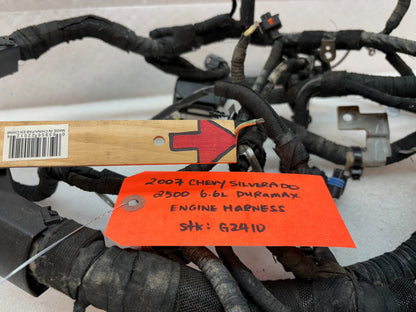 2007 CHEVY SILVERADO
2500 6.6L DURAMAX
ENGINE HARNESS
Stk: G2410